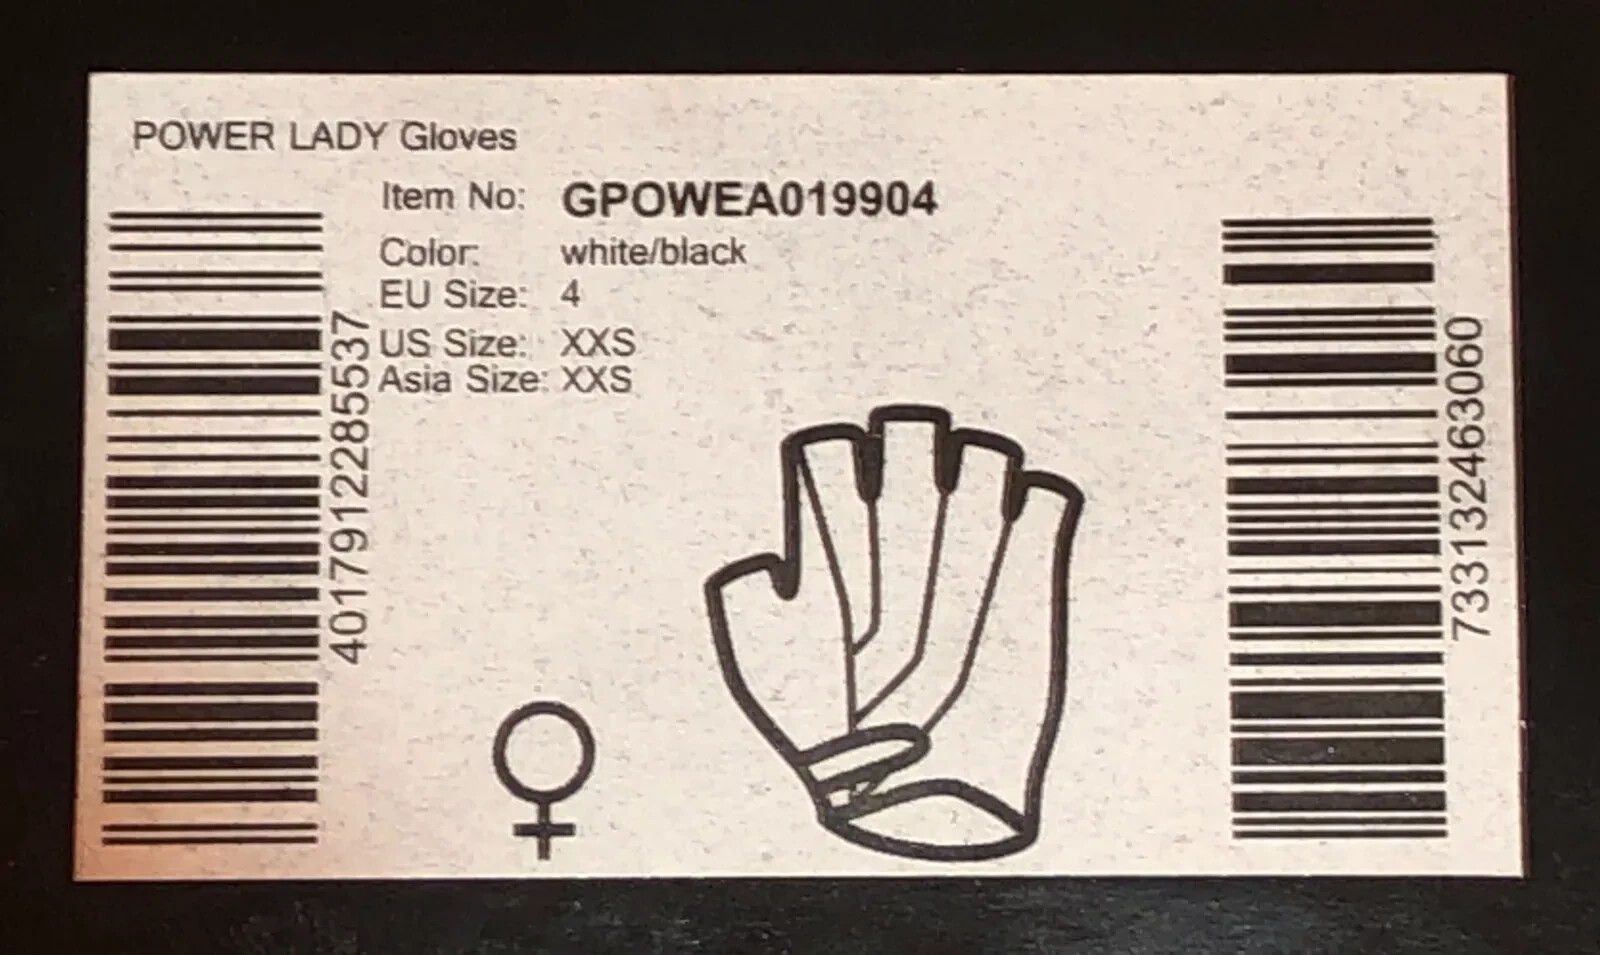 POWER LADY Gloves
Item No: GPOWEA019904
Color: white/black
EU Size: 4
US Size: XXS
Asia Size: XXS
4017912285537
733132463060